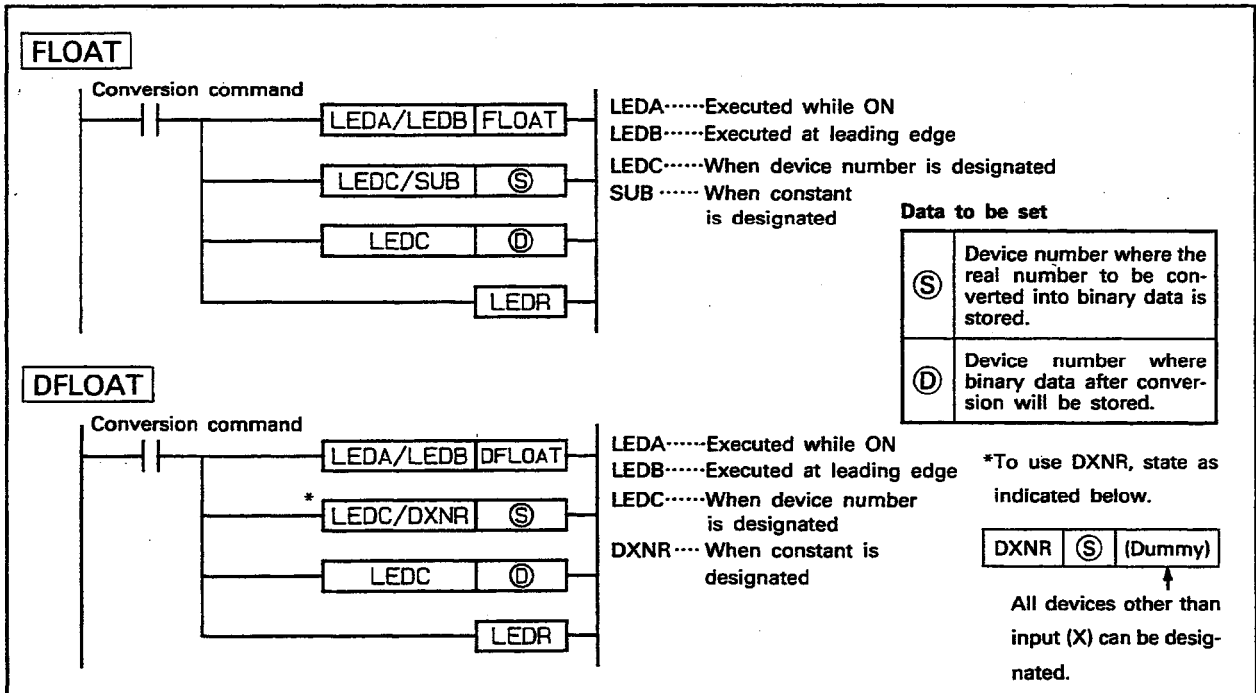 FLOAT
Conversion command
LEDA/LEDB FLOAT
LEDC/SUB Ⓢ
LEDC Ⓓ
LEDR
LEDA······Executed while ON
LEDB······Executed at leading edge
LEDC······When device number is designated
SUB ······ When constant
is designated
Data to be set
Ⓢ Device number where the
real number to be con-
verted into binary data is
stored.
Ⓓ Device number where
binary data after conver-
sion will be stored.
DFLOAT
Conversion command
LEDA/LEDB DFLOAT
* LEDC/DXNR Ⓢ
LEDC Ⓓ
LEDR
LEDA······Executed while ON
LEDB······Executed at leading edge
LEDC······When device number
is designated
DXNR ···· When constant is
designated
*To use DXNR, state as
indicated below.
DXNR Ⓢ (Dummy)
All devices other than
input (X) can be desig-
nated.